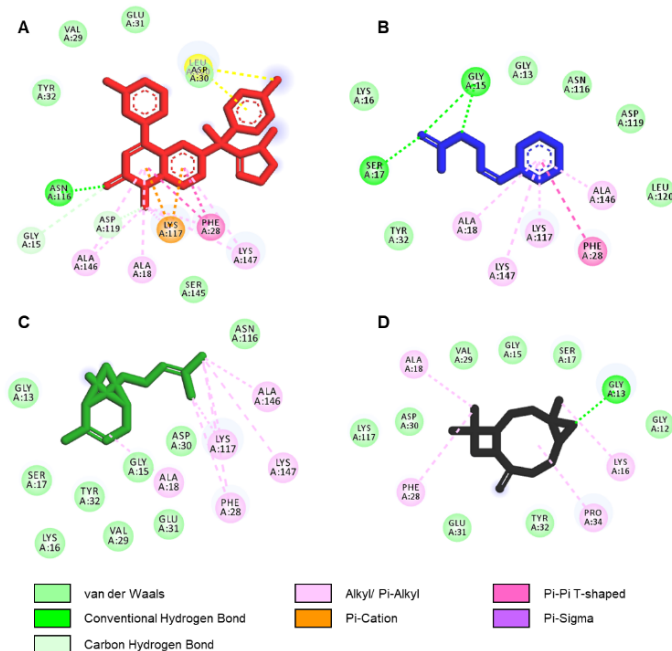 A
GLU
A:31
VAL
A:29
TYR
A:32
LEU
ASP
A:30
ASN
A:116
GLY
A:15
ASP
A:119
LYS
A:117
PHE
A:28
ALA
A:146
ALA
A:18
LYS
A:147
SER
A:145
B
GLY
A:15
GLY
A:13
ASN
A:116
LYS
A:16
ASP
A:119
SER
A:17
ALA
A:146
LEU
A:120
TYR
A:32
ALA
A:18
LYS
A:117
PHE
A:28
LYS
A:147
C
ASN
A:116
GLY
A:13
ALA
A:146
ASP
A:30
LYS
A:117
GLY
A:15
LYS
A:147
SER
A:17
TYR
A:32
ALA
A:18
PHE
A:28
LYS
A:16
VAL
A:29
GLU
A:31
D
ALA
A:18
VAL
A:29
GLY
A:15
SER
A:17
GLY
A:13
LYS
A:117
ASP
A:30
GLY
A:12
PHE
A:28
LYS
A:16
GLU
A:31
TYR
A:32
PRO
A:34
van der Waals
Conventional Hydrogen Bond
Carbon Hydrogen Bond
Alkyl/ Pi-Alkyl
Pi-Cation
Pi-Pi T-shaped
Pi-Sigma